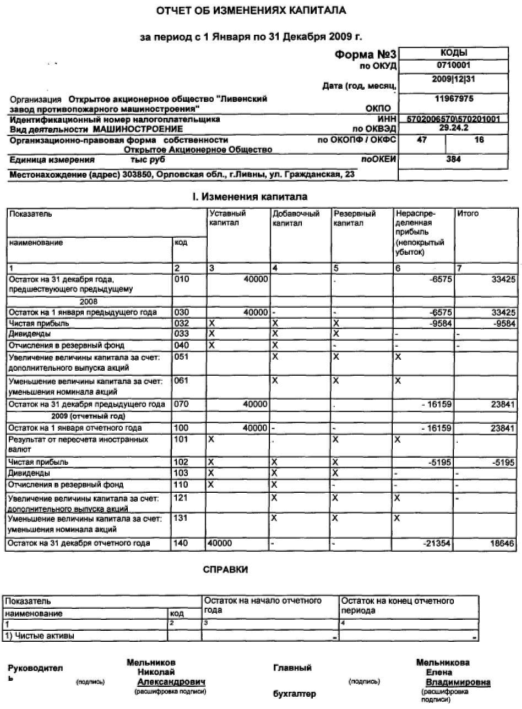 ОТЧЕТ ОБ ИЗМЕНЕНИЯХ КАПИТАЛА
за период с 1 Января по 31 Декабря 2009 г.
Форма №3 КОДЫ
по ОКУД 0710001
Дата (год, месяц, 2009|12|31
Организация Открытое акционерное общество "Ливенский
завод противопожарного машиностроения" ОКПО 11967975
Идентификационный номер налогоплательщика ИНН 5702006570\570201001
Вид деятельности МАШИНОСТРОЕНИЕ по ОКВЭД 29.24.2
Организационно-правовая форма собственности по ОКОПФ / ОКФС 47 16
Открытое Акционерное Общество
Единица измерения тыс руб поОКЕИ 384
Местонахождение (адрес) 303850, Орловская обл., г.Ливны, ул. Гражданская, 23
I. Изменения капитала
Показатель Уставный капитал Добавочный капитал Резервный капитал Нераспре-деленная прибыль (непокрытый убыток) Итого
наименование код
1 2 3 4 5 6 7
Остаток на 31 декабря года, предшествующего предыдущему 010 40000 . -6575 33425
2008
Остаток на 1 января предыдущего года 030 40000 - - -6575 33425
Чистая прибыль 032 X X X -9584 -9584
Дивиденды 033 X X X - -
Отчисления в резервный фонд 040 X X - - -
Увеличение величины капитала за счет: 051 X X X
дополнительного выпуска акций
Уменьшение величины капитала за счет: 061 X X X
уменьшения номинала акций
Остаток на 31 декабря предыдущего года 070 40000 . - 16159 23841
2009 (отчетный год)
Остаток на 1 января отчетного года 100 40000 - - - 16159 23841
Результат от пересчета иностранных 101 X . X X -
валют
Чистая прибыль 102 X X X -5195 -5195
Дивиденды 103 X X X - -
Отчисления в резервный фонд 110 X X - - -
Увеличение величины капитала за счет: 121 X X X -
дополнительного выпуска акций
Уменьшение величины капитала за счет: 131 X X X
уменьшения номинала акций
Остаток на 31 декабря отчетного года 140 40000 - - -21354 18646
СПРАВКИ
Показатель Остаток на начало отчетного года Остаток на конец отчетного периода
наименование код
1 2 3 4
1) Чистые активы - -
Руководител
ь
Мельников
Николай
Александрович
(подпись) (расшифровка подписи)
Главный
бухгалтер
Мельникова
Елена
Владимировна
(подпись) (расшифровка
подписи)